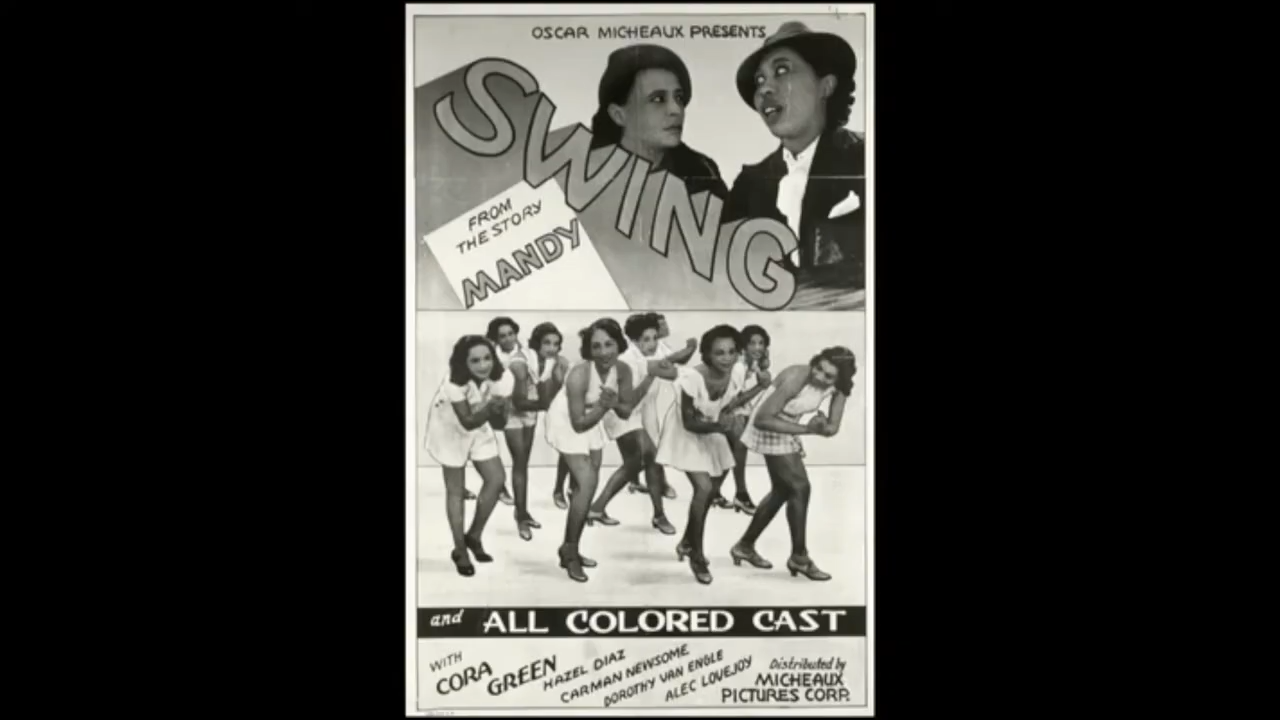 OSCAR MICHEAUX PRESENTS
SWING
FROM
THE STORY
MANDY
and ALL COLORED CAST
WITH
CORA GREEN
HAZEL DIAZ
CARMAN NEWSOME
DOROTHY VAN ENGLE
ALEC LOVEJOY
Distributed by
MICHEAUX
PICTURES CORP.